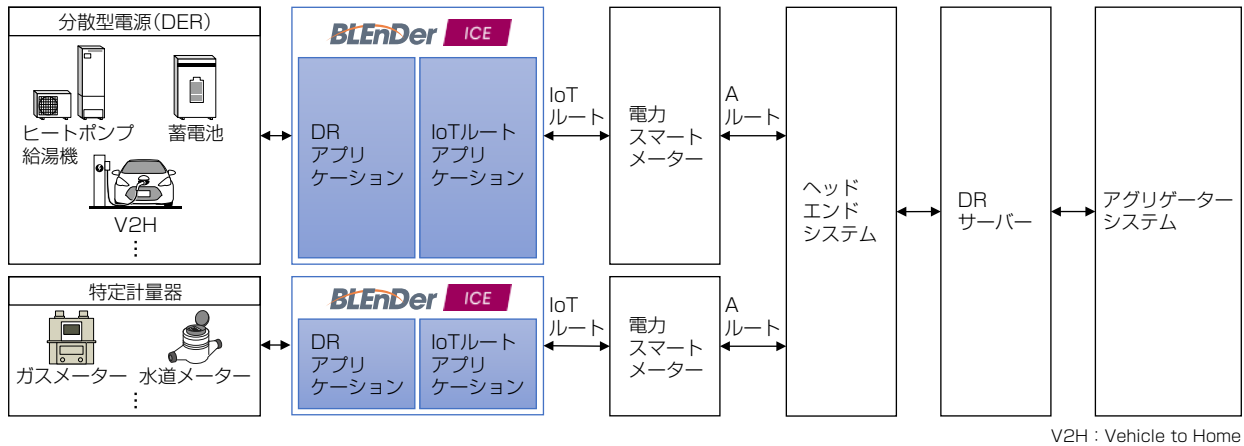 分散型電源(DER)
ヒートポンプ
給湯機
蓄電池
V2H
⋮
BLEnDer ICE
DR
アプリ
ケーション
IoTルート
アプリ
ケーション
IoT
ルート
電力
スマート
メーター
A
ルート
特定計量器
ガスメーター
水道メーター
⋮
BLEnDer ICE
DR
アプリ
ケーション
IoTルート
アプリ
ケーション
IoT
ルート
電力
スマート
メーター
A
ルート
ヘッド
エンド
システム
DR
サーバー
アグリゲーター
システム
V2H：Vehicle to Home